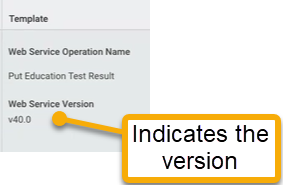 Template
Web Service Operation Name
Put Education Test Result
Web Service Version
v40.0
Indicates the
version